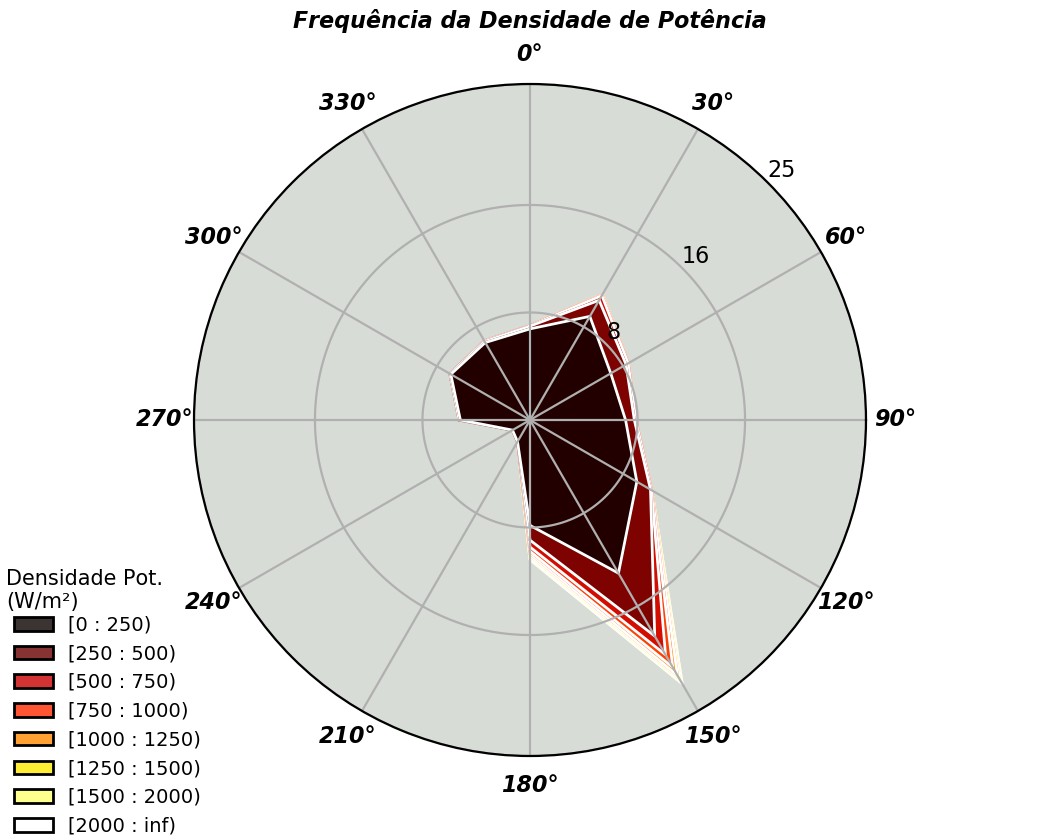 Frequência da Densidade de Potência
0°
330°
30°
25
300°
60°
16
8
270°
90°
240°
120°
210°
150°
180°
Densidade Pot.
(W/m²)
[0 : 250)
[250 : 500)
[500 : 750)
[750 : 1000)
[1000 : 1250)
[1250 : 1500)
[1500 : 2000)
[2000 : inf)